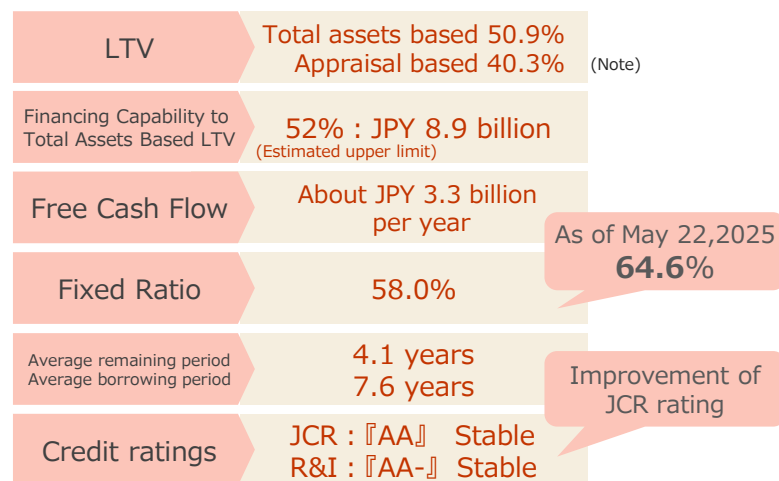 LTV
Total assets based 50.9%
Appraisal based 40.3%
(Note)
Financing Capability to
Total Assets Based LTV
52% : JPY 8.9 billion
(Estimated upper limit)
Free Cash Flow
About JPY 3.3 billion
per year
As of May 22,2025
64.6%
Fixed Ratio
58.0%
Average remaining period
Average borrowing period
4.1 years
7.6 years
Improvement of
JCR rating
Credit ratings
JCR :『AA』 Stable
R&I :『AA-』 Stable